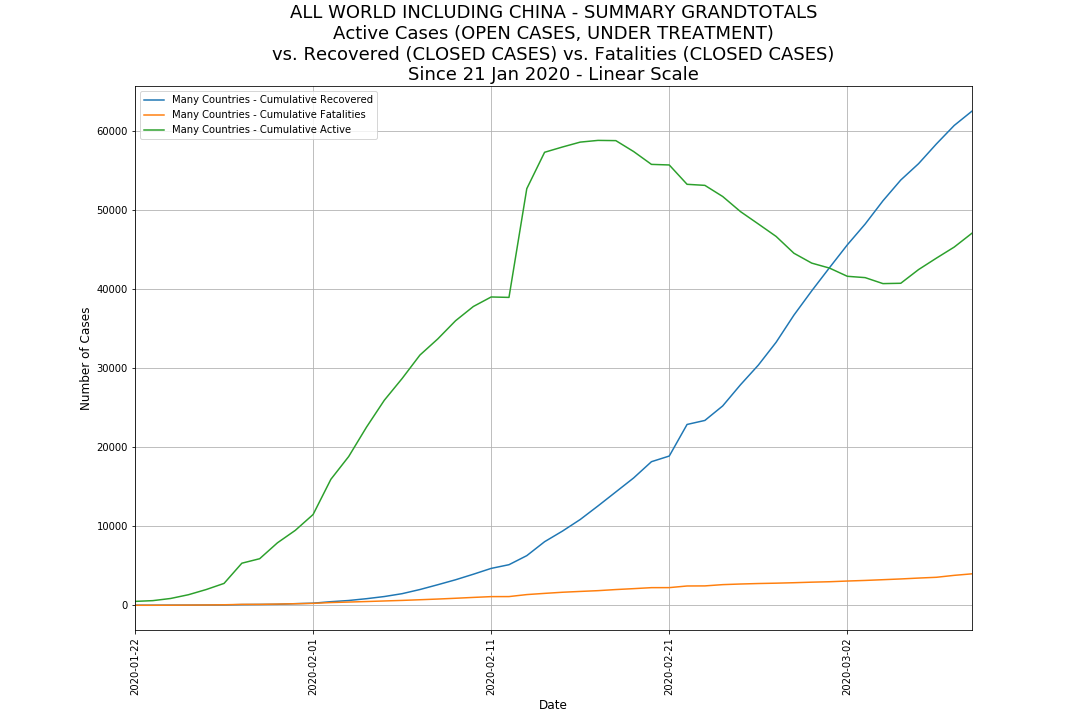 ALL WORLD INCLUDING CHINA - SUMMARY GRANDTOTALS
Active Cases (OPEN CASES, UNDER TREATMENT)
vs. Recovered (CLOSED CASES) vs. Fatalities (CLOSED CASES)
Since 21 Jan 2020 - Linear Scale
Many Countries - Cumulative Recovered
Many Countries - Cumulative Fatalities
Many Countries - Cumulative Active
Number of Cases
60000
50000
40000
30000
20000
10000
0
2020-01-22
2020-02-01
2020-02-11
2020-02-21
2020-03-02
Date